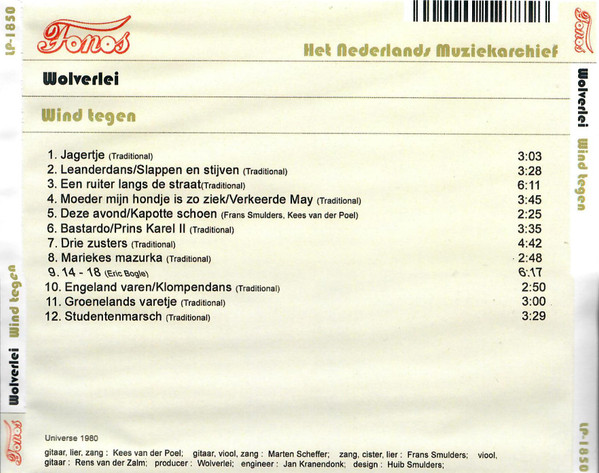 LP-1850
Fonos
Het Nederlands Muziekarchief
Wolverlei
Wind tegen
1. Jagertje (Traditional) 3:03
2. Leanderdans/Slappen en stijven (Traditional) 3:28
3. Een ruiter langs de straat(Traditional) 6:11
4. Moeder mijn hondje is zo ziek/Verkeerde May (Traditional) 3:45
5. Deze avond/Kapotte schoen (Frans Smulders, Kees van der Poel) 2:25
6. Bastardo/Prins Karel II (Traditional) 3:35
7. Drie zusters (Traditional) 4:42
8. Mariekes mazurka (Traditional) 2:48
9. 14 - 18 (Eric Bogle) 6:17
10. Engeland varen/Klompendans (Traditional) 2:50
11. Groenelands varetje (Traditional) 3:00
12. Studentenmarsch (Traditional) 3:29
Universe 1980
gitaar, lier, zang : Kees van der Poel; gitaar, viool, zang : Marten Scheffer; zang, cister, lier : Frans Smulders; viool,
gitaar : Rens van der Zalm; producer : Wolverlei; engineer : Jan Kranendonk; design : Huib Smulders;
Fonos
Wolverlei Wind tegen
LP-1850
Fonos
Wolverlei Wind tegen